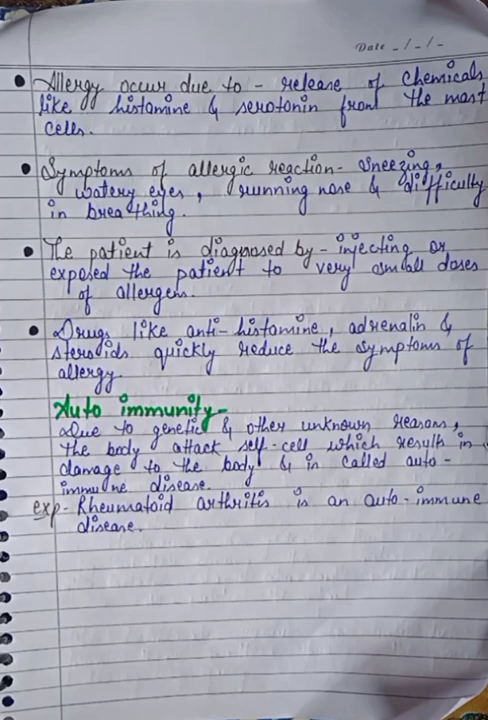 Date - / - / -
• Allergy occur due to - release of chemicals
like histamine & serotonin from the mast
cells.
• Symptoms of allergic reaction - Sneezing,
watery eyes, running nose & difficulty
in breathing.
• The patient is diagnosed by - injecting or
exposed the patient to very small doses
of allergens.
• Drugs like anti-histamine, adrenalin &
steroids quickly reduce the symptoms of
allergy.
Auto immunity -
Due to genetic & other unknown reasons,
the body attack self-cell which result in
damage to the body & is called auto-
immune disease.
exp- Rheumatoid arthritis is an auto-immune
disease.